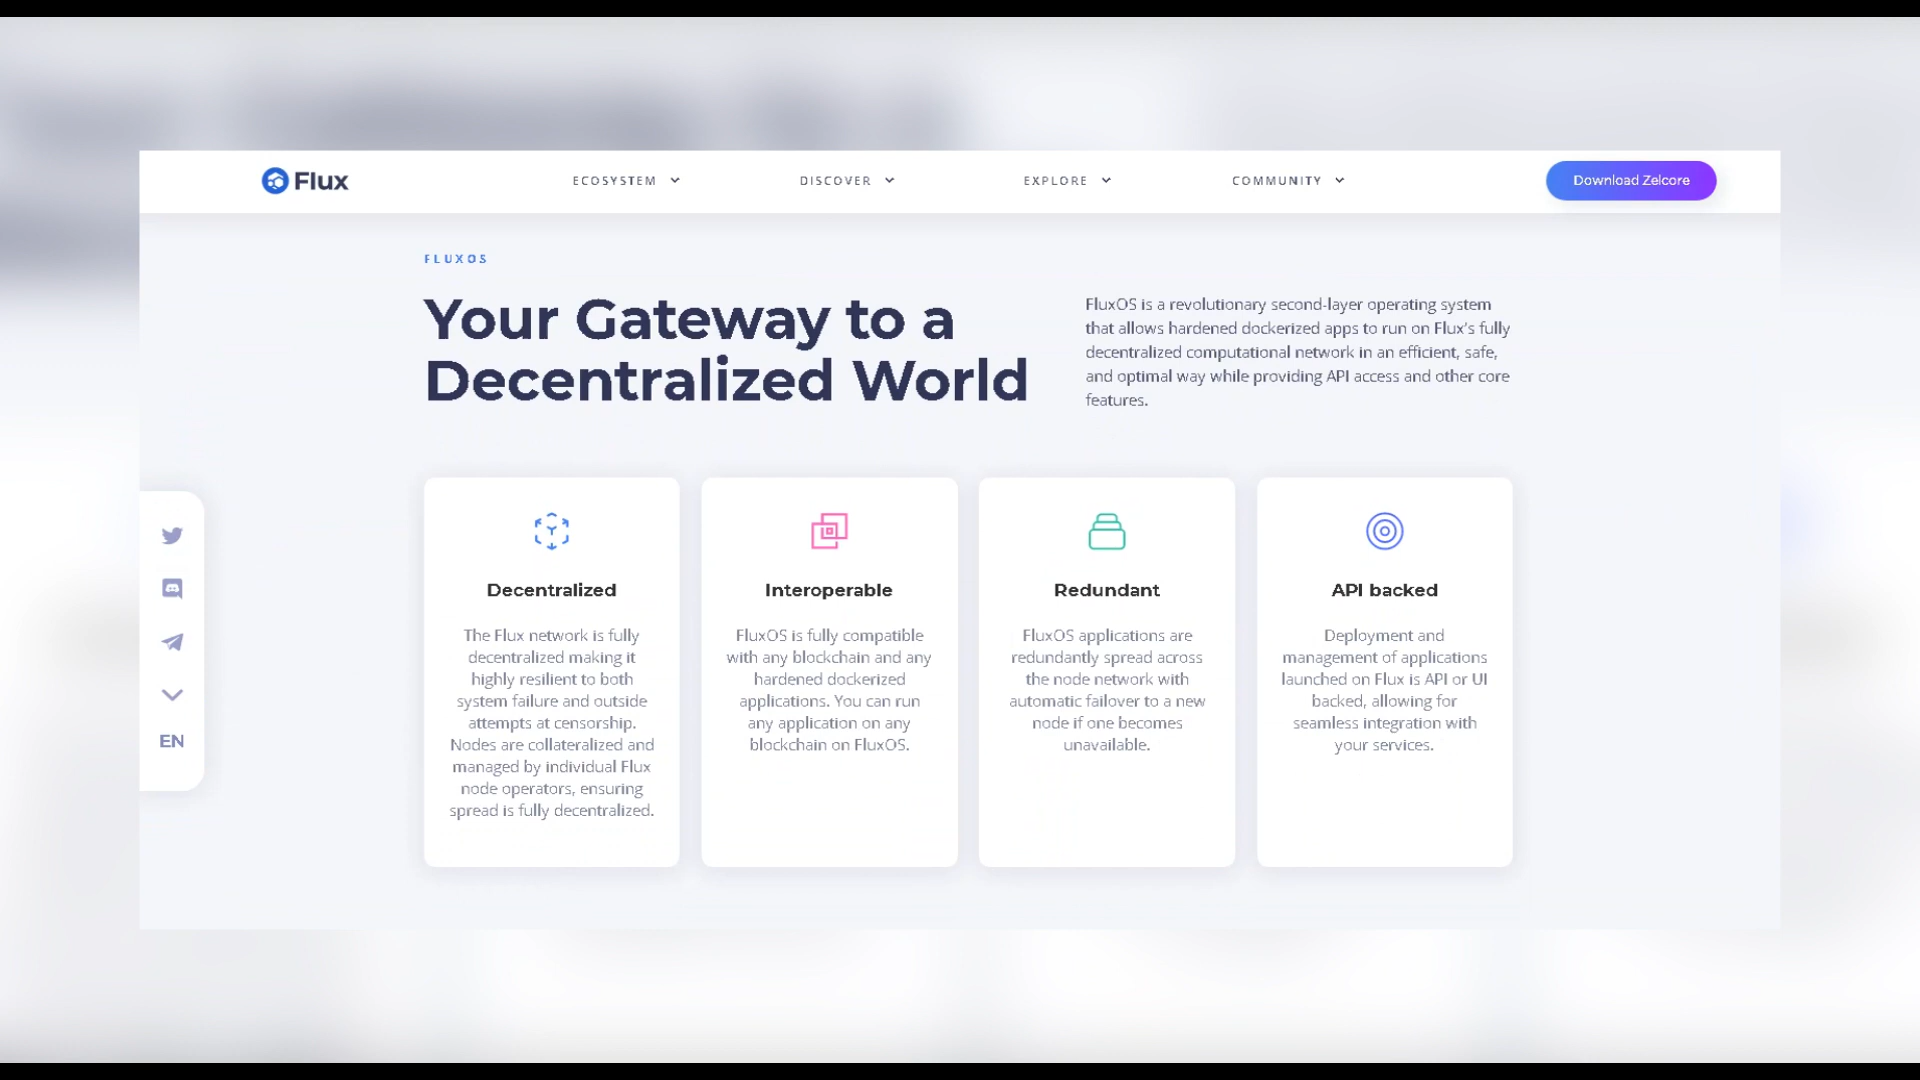 Flux
ECOSYSTEM
DISCOVER
EXPLORE
COMMUNITY
Download Zelcore
FLUXOS
Your Gateway to a
Decentralized World
FluxOS is a revolutionary second-layer operating system
that allows hardened dockerized apps to run on Flux's fully
decentralized computational network in an efficient, safe,
and optimal way while providing API access and other core
features.
EN
Decentralized
The Flux network is fully
decentralized making it
highly resilient to both
system failure and outside
attempts at censorship.
Nodes are collateralized and
managed by individual Flux
node operators, ensuring
spread is fully decentralized.
Interoperable
FluxOS is fully compatible
with any blockchain and any
hardened dockerized
applications. You can run
any application on any
blockchain on FluxOS.
Redundant
FluxOS applications are
redundantly spread across
the node network with
automatic failover to a new
node if one becomes
unavailable.
API backed
Deployment and
management of applications
launched on Flux is API or UI
backed, allowing for
seamless integration with
your services.